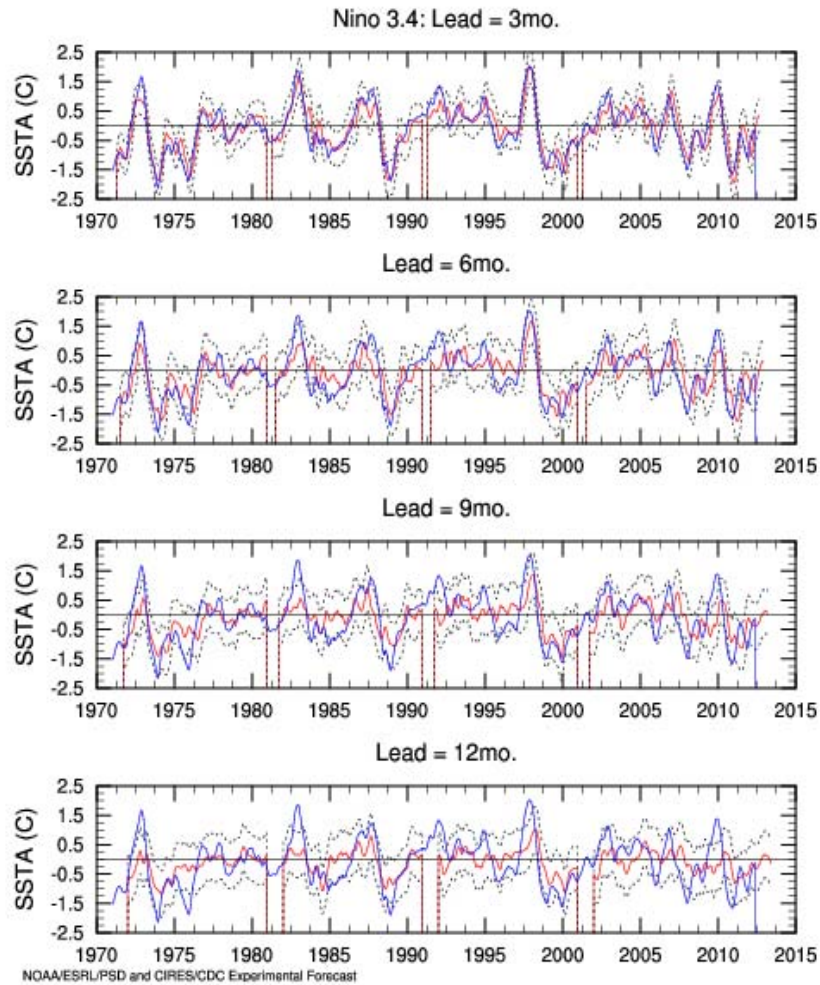 Nino 3.4: Lead = 3mo.
SSTA (C)
2.5
1.5
0.5
-0.5
-1.5
-2.5
1970 1975 1980 1985 1990 1995 2000 2005 2010 2015
Lead = 6mo.
SSTA (C)
2.5
1.5
0.5
-0.5
-1.5
-2.5
1970 1975 1980 1985 1990 1995 2000 2005 2010 2015
Lead = 9mo.
SSTA (C)
2.5
1.5
0.5
-0.5
-1.5
-2.5
1970 1975 1980 1985 1990 1995 2000 2005 2010 2015
Lead = 12mo.
SSTA (C)
2.5
1.5
0.5
-0.5
-1.5
-2.5
1970 1975 1980 1985 1990 1995 2000 2005 2010 2015
NOAA/ESRL/PSD and CIRES/CDC Experimental Forecast